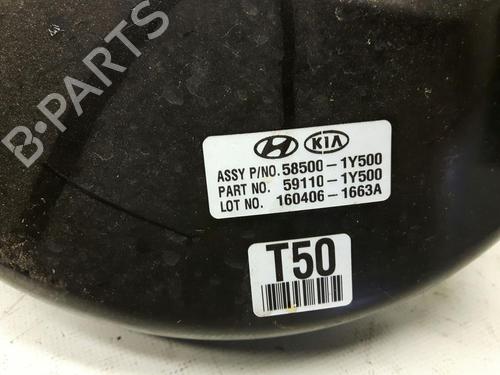 B-PARTS
KIA
ASSY P/NO. 58500-1Y500
PART NO. 59110-1Y500
LOT NO. 160406-1663A
T50